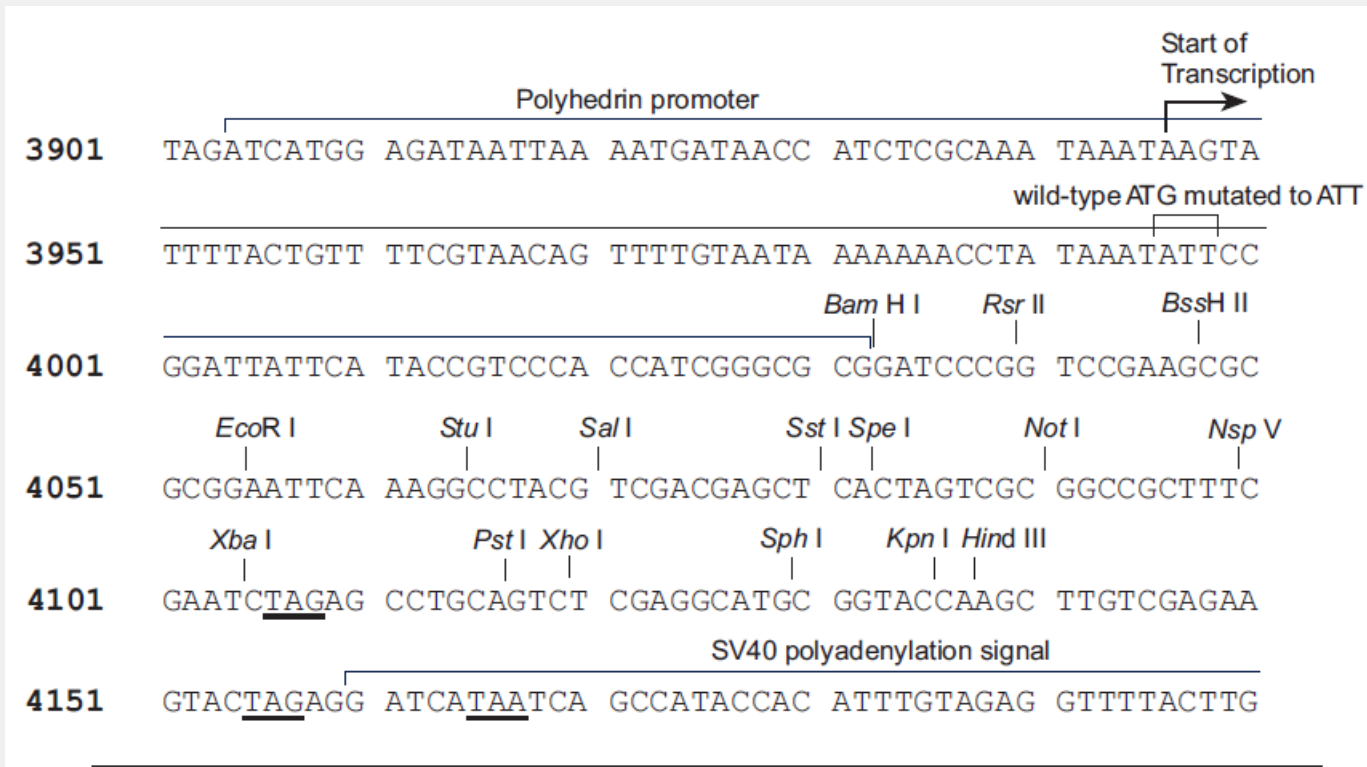 Start of
Transcription
Polyhedrin promoter
3901 TAGATCATGG AGATAATTAA AATGATAACC ATCTCGCAAA TAAATAAGTA
wild-type ATG mutated to ATT
3951 TTTTACTGTT TTCGTAACAG TTTTGTAATA AAAAAACCTA TAAATATTCC
Bam H I Rsr II BssH II
4001 GGATTATTCA TACCGTCCCA CCATCGGGCG CGGATCCCGG TCCGAAGCGC
EcoR I Stu I Sal I Sst I Spe I Not I Nsp V
4051 GCGGAATTCA AAGGCCTACG TCGACGAGCT CACTAGTCGC GGCCGCTTTC
Xba I Pst I Xho I Sph I Kpn I Hind III
4101 GAATCTAGAG CCTGCAGTCT CGAGGCATGC GGTACCAAGC TTGTCGAGAA
SV40 polyadenylation signal
4151 GTACTAGAGG ATCATAATCA GCCATACCAC ATTTGTAGAG GTTTTACTTG